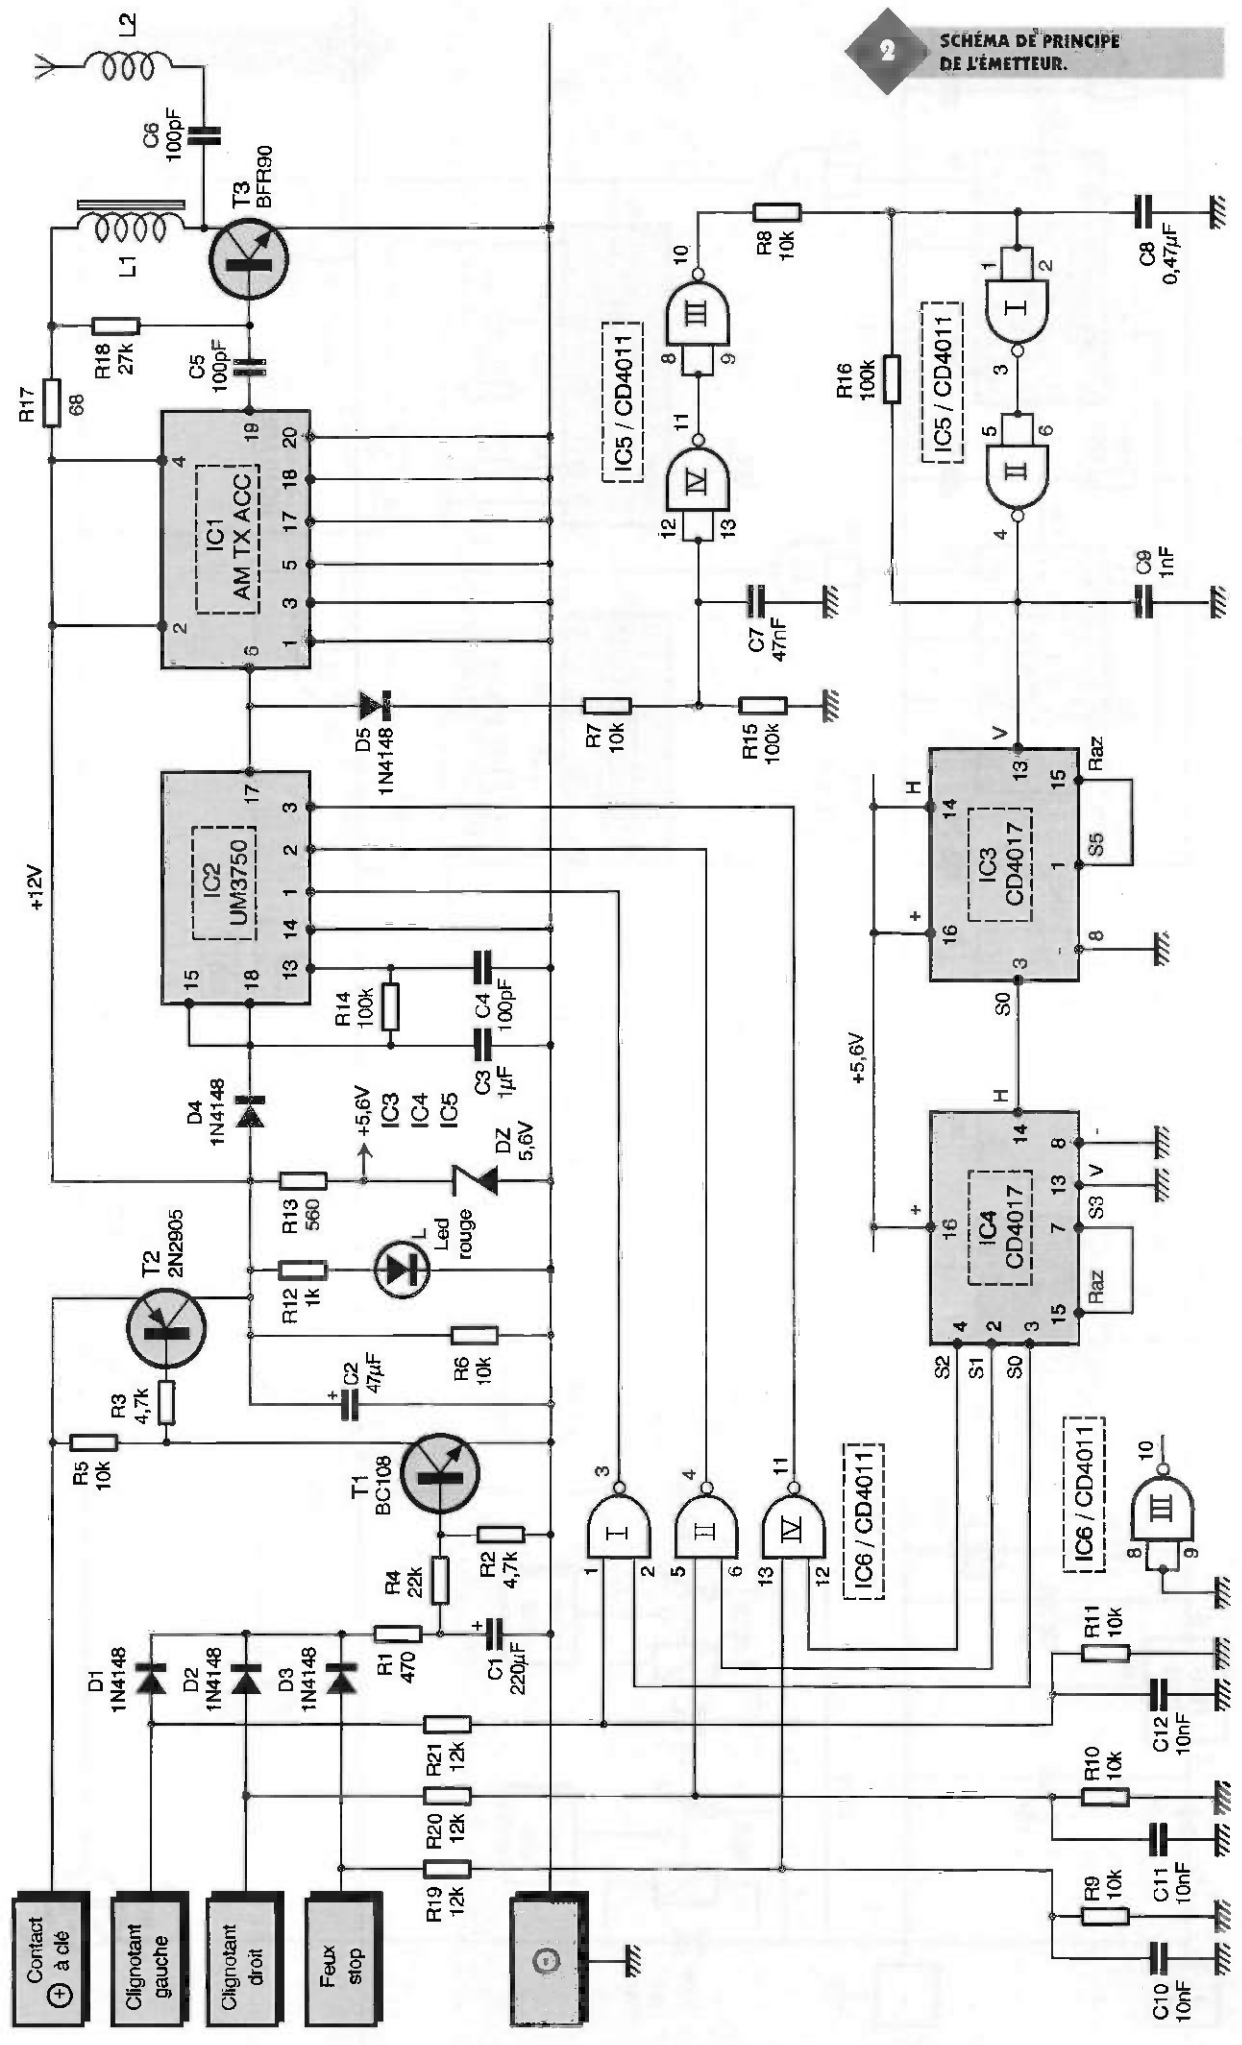 2
SCHÉMA DE PRINCIPE
DE L'ÉMETTEUR.
Contact
+ à clé
Clignotant
gauche
Clignotant
droit
Feux
stop
-
D1
1N4148
D2
1N4148
D3
1N4148
R21
12k
R20
12k
R19
12k
R1
470
C1
220µF
+
R4
22k
R2
4,7k
T1
BC108
R5
10k
R3
4,7k
T2
2N2905
C2
47µF
+
R6
10k
R12
1k
L
Led
rouge
R13
560
+5,6V
IC3
IC4
IC5
DZ
5,6V
D4
1N4148
+12V
R14
100k
C3
1µF
C4
100pF
IC2
UM3750
15
18
13
14
1
2
3
17
D5
1N4148
IC1
AM TX ACC
2
4
6
19
1
3
5
17
18
20
R17
68
R18
27k
C5
100pF
L1
T3
BFR90
C6
100pF
L2
R7
10k
R15
100k
C7
47nF
12
13
IV
11
8
9
III
10
IC5 / CD4011
R8
10k
R16
100k
IC5 / CD4011
1
2
I
3
5
6
II
4
C8
0,47µF
C9
1nF
IC3
CD4017
H
14
+
16
V
13
15
Raz
1
S5
8
-
3
S0
+5,6V
IC4
CD4017
H
14
+
16
8
-
13
V
7
S3
15
Raz
S2
4
S1
2
S0
3
1
2
I
3
5
6
II
4
13
12
IV
11
IC6 / CD4011
IC6 / CD4011
8
9
III
10
R11
10k
C12
10nF
R10
10k
C11
10nF
R9
10k
C10
10nF